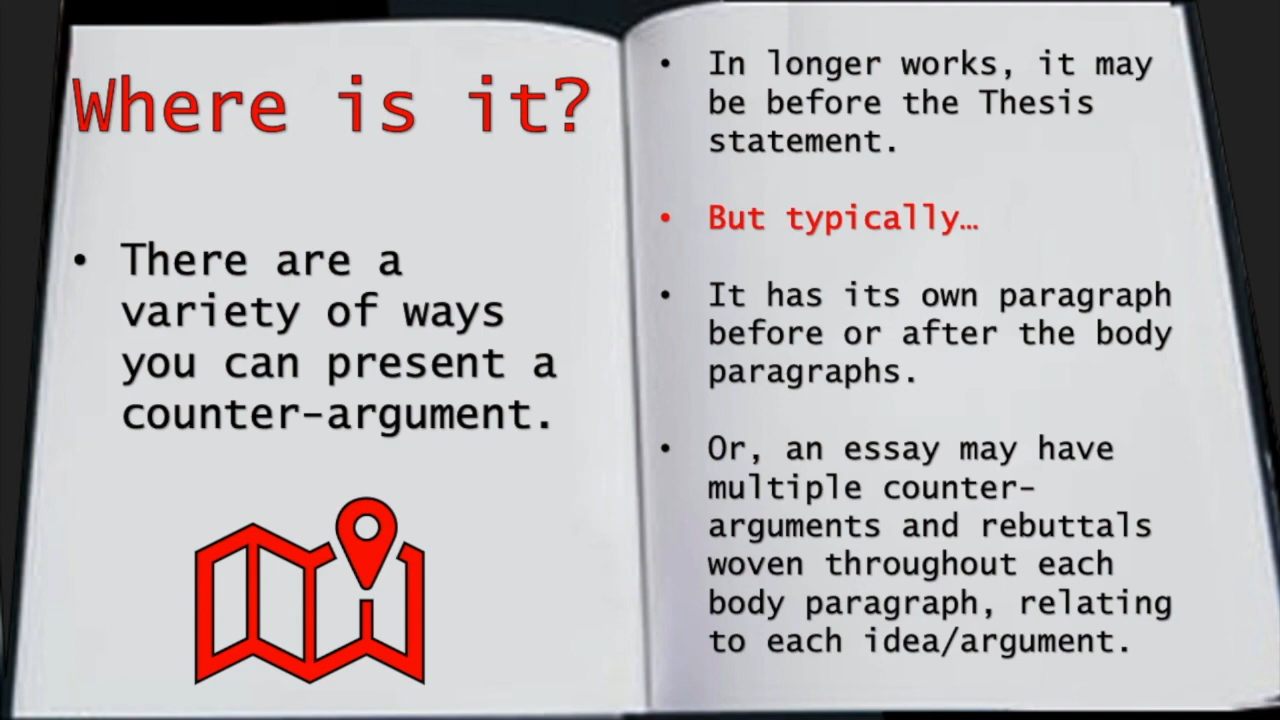 Where is it?
• There are a
variety of ways
you can present a
counter-argument.
• In longer works, it may
be before the Thesis
statement.
• But typically…
• It has its own paragraph
before or after the body
paragraphs.
• Or, an essay may have
multiple counter-
arguments and rebuttals
woven throughout each
body paragraph, relating
to each idea/argument.